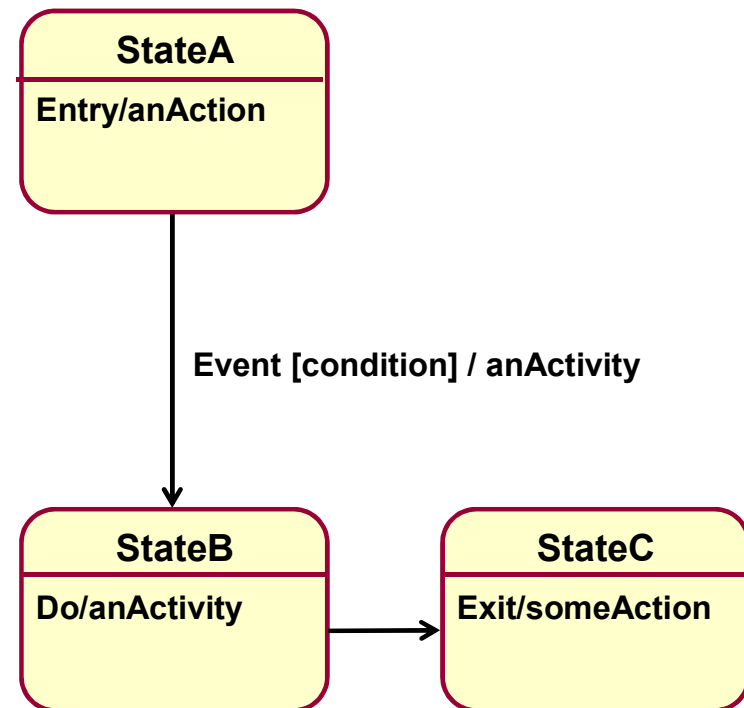 StateA
Entry/anAction
Event [condition] / anActivity
StateB
Do/anActivity
StateC
Exit/someAction